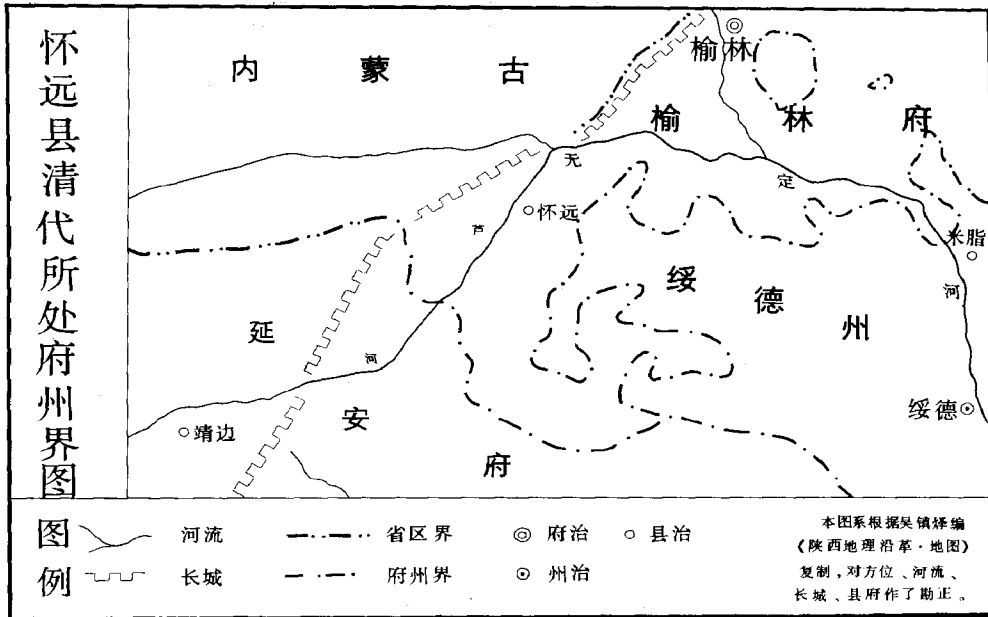 怀远县清代所处府州界图
内蒙古
榆林
榆林府
无定河
怀远
芦河
米脂
绥德州
延安府
绥德
靖边
图例
河流
省区界
府治
县治
长城
府州界
州治
本图系根据吴镇烽编
《陕西地理沿革·地图》
复制，对方位、河流、
长城、县府作了勘正。